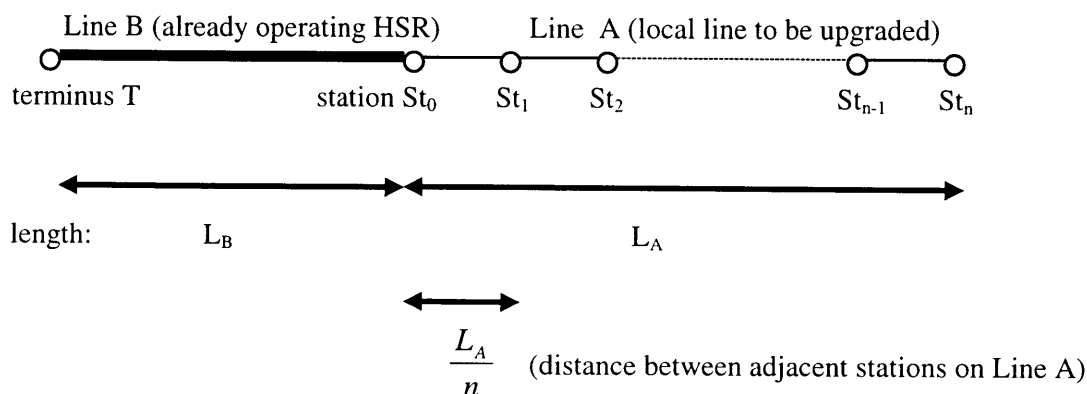 Line B (already operating HSR) Line A (local line to be upgraded)
terminus T station St₀ St₁ St₂ Stₙ₋₁ Stₙ
length: L_B L_A
L_A
n
(distance between adjacent stations on Line A)